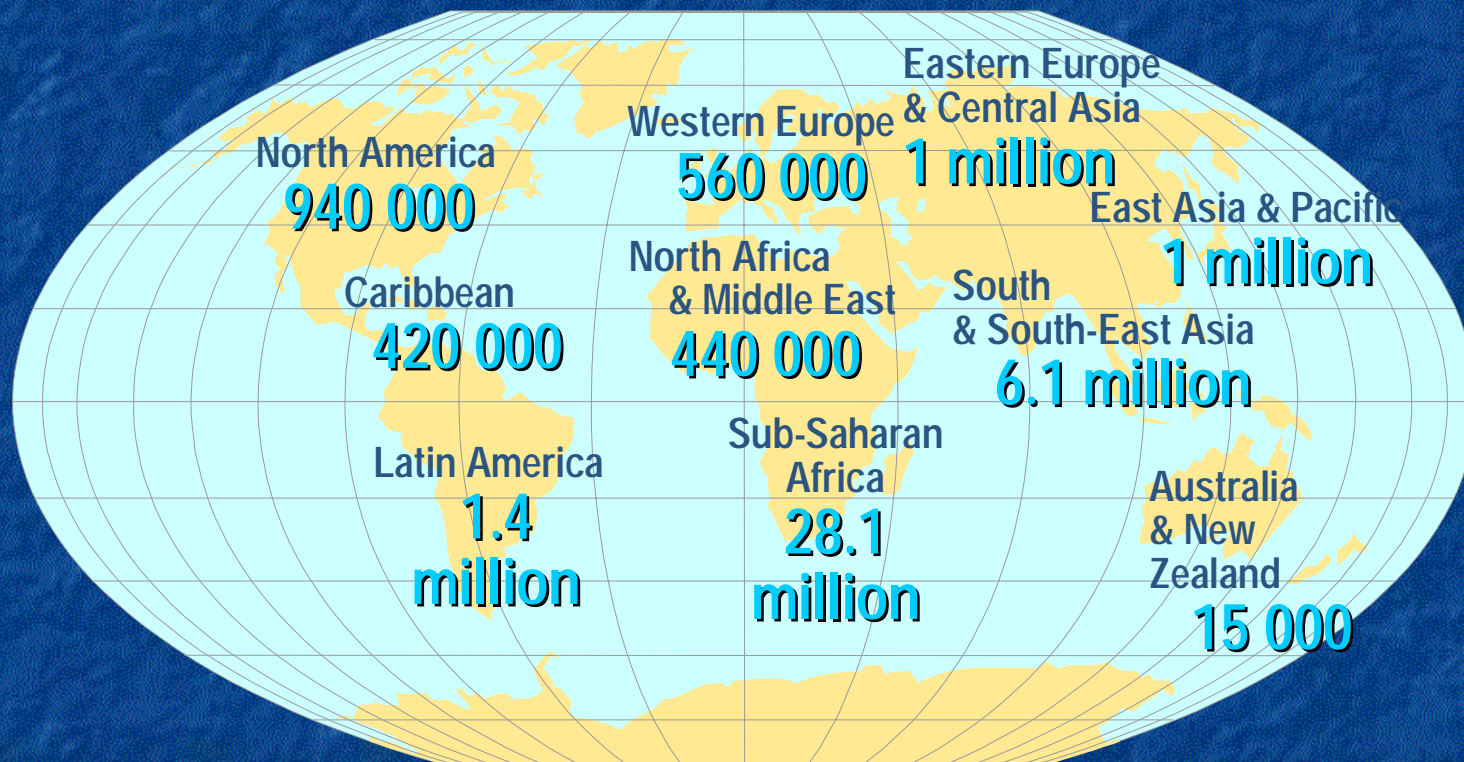 Eastern Europe
& Central Asia
1 million
Western Europe
560 000
North America
940 000
East Asia & Pacific
1 million
North Africa
& Middle East
440 000
South
& South-East Asia
6.1 million
Caribbean
420 000
Sub-Saharan
Africa
28.1
million
Latin America
1.4
million
Australia
& New
Zealand
15 000